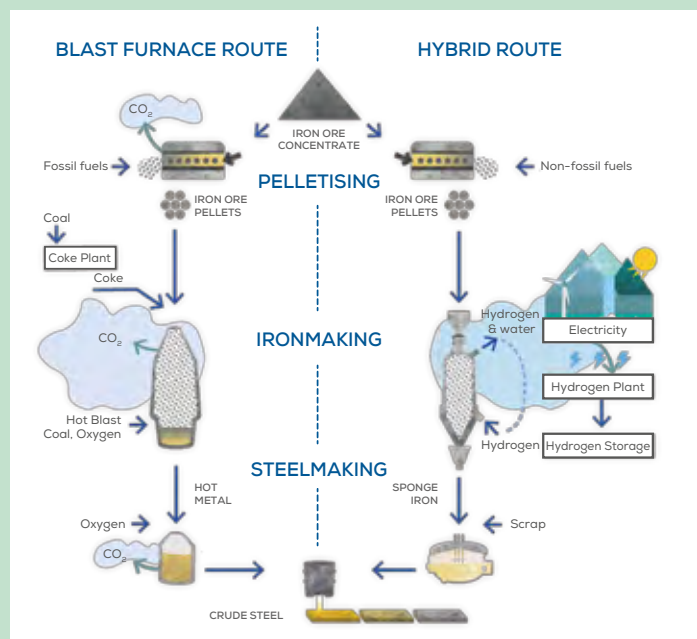 BLAST FURNACE ROUTE
HYBRID ROUTE
CO₂
IRON ORE
CONCENTRATE
Fossil fuels
Non-fossil fuels
PELLETISING
IRON ORE
PELLETS
IRON ORE
PELLETS
Coal
Coke Plant
Coke
CO₂
IRONMAKING
Hydrogen
& water
Electricity
Hydrogen Plant
Hot Blast
Coal, Oxygen
Hydrogen
Hydrogen Storage
STEELMAKING
HOT
METAL
SPONGE
IRON
Oxygen
Scrap
CO₂
CRUDE STEEL